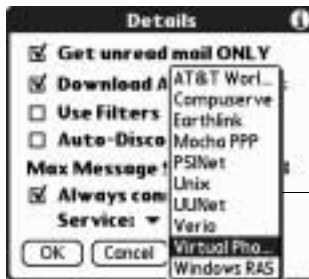 Details
Get unread mail ONLY
Download A
Use Filters
Auto-Disco
Max Message
Always con
Service:
OK Cancel
AT&T Worl...
Compuserve
Earthlink
Mocha PPP
PSINet
Unix
UUNet
Verio
Virtual Pho...
Windows RAS